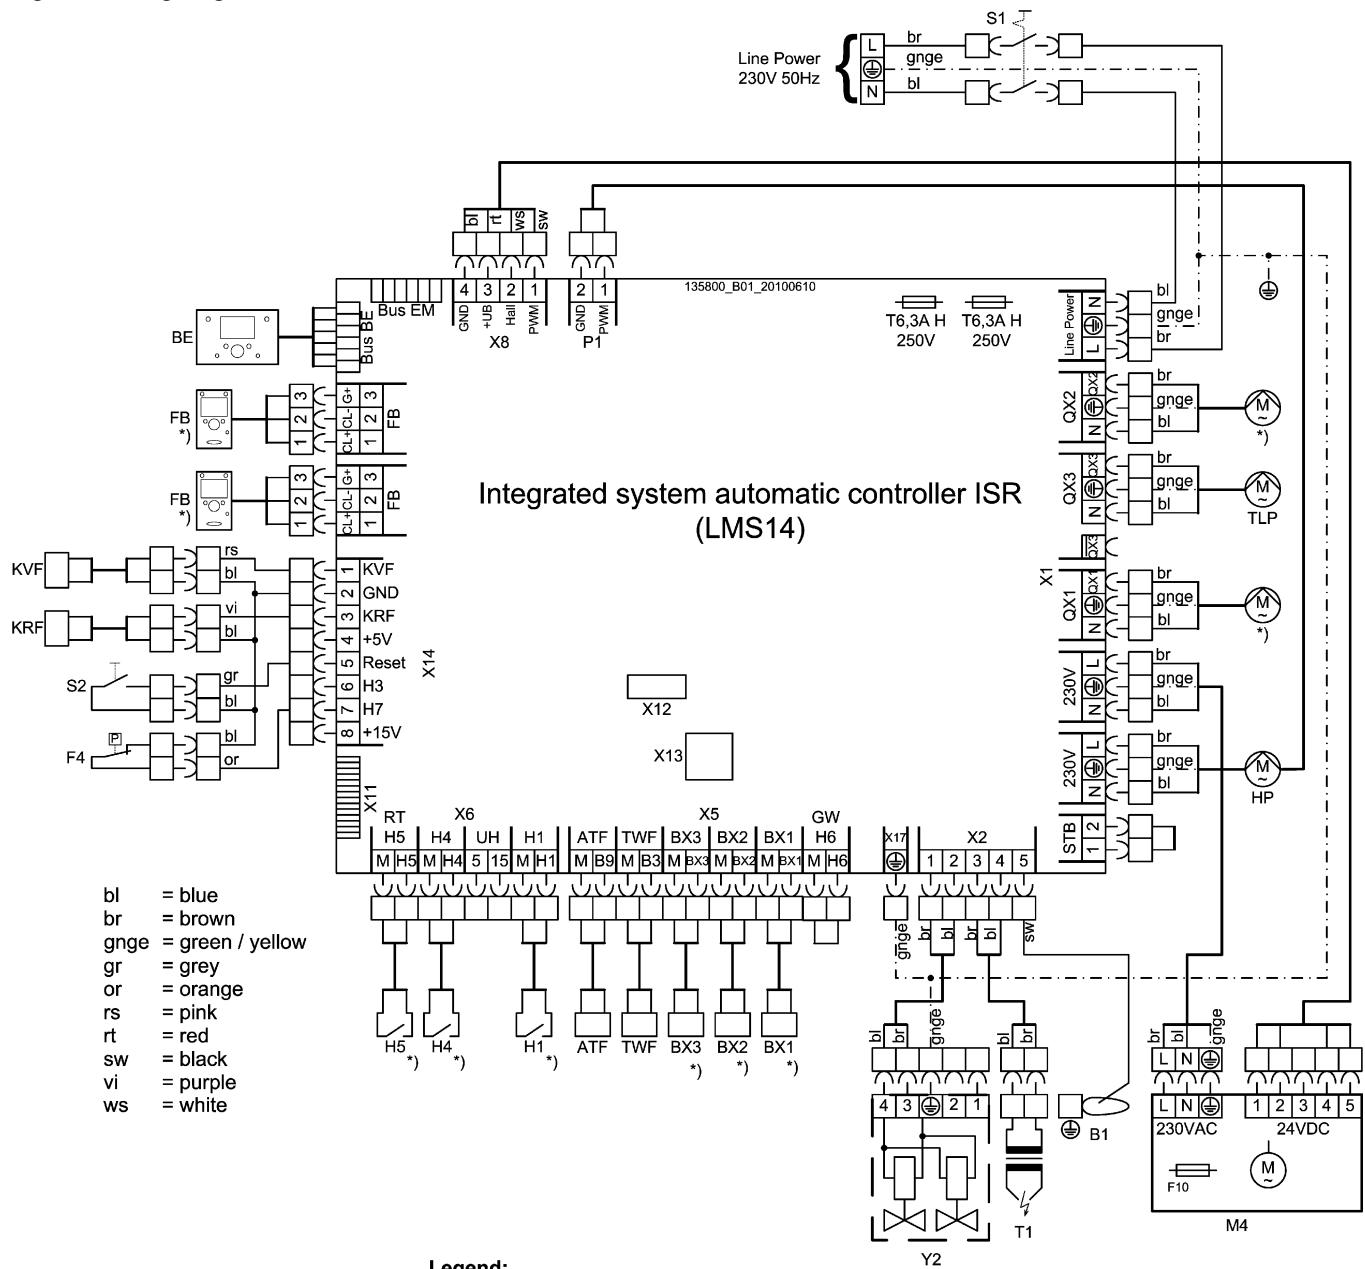 S1
Line Power
230V 50Hz
L br
gnge
N bl
bl rt ws sw
4 3 2 1
GND +UB Hall PWM
X8
2 1
GND PWM
P1
Bus EM
135800_B01_20100610
T6,3A H
250V
T6,3A H
250V
Line Power N L
bl
gnge
br
BE
Bus BE
FB
*)
3 G+ 3
2 CL- 2
1 CL+ 1
FB
FB
*)
3 G+ 3
2 CL- 2
1 CL+ 1
FB
QX2 QX2 N
br
gnge
bl
M
~
*)
QX3 QX3 N
br
gnge
bl
M
~
TLP
QX3
X1
QX1 QX1 N
br
gnge
bl
M
~
*)
230V L N
br
gnge
bl
230V L N
br
gnge
bl
M
~
HP
STB 2 1
Integrated system automatic controller ISR
(LMS14)
KVF
rs
bl
KRF
vi
bl
S2
gr
bl
F4
P
bl
or
1 KVF
2 GND
3 KRF
4 +5V
5 Reset
6 H3
7 H7
8 +15V
X14
X12
X13
X11
RT X6 X5 GW
H5 H4 UH H1 ATF TWF BX3 BX2 BX1 H6 X17 X2
M H5 M H4 5 15 M H1 M B9 M B3 M BX3 M BX2 M BX1 M H6 1 2 3 4 5
gnge br bl br bl sw
H5 *)
H4 *)
H1 *)
ATF
TWF
BX3
*)
BX2
*)
BX1
*)
bl = blue
br = brown
gnge = green / yellow
gr = grey
or = orange
rs = pink
rt = red
sw = black
vi = purple
ws = white
bl br gnge
4 3 2 1
Y2
bl br
T1
B1
br bl gnge
L N
L N
230VAC
1 2 3 4 5
24VDC
F10
M
~
M4
Legend: